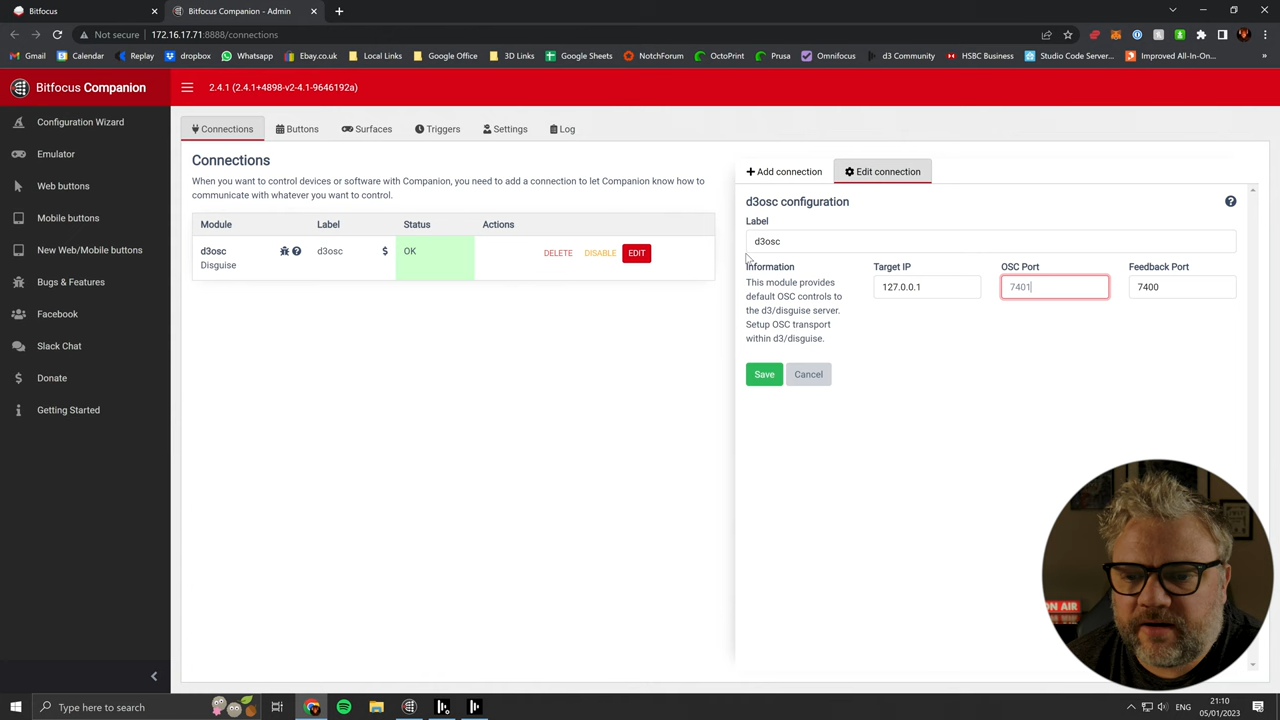 Bitfocus
Bitfocus Companion - Admin
Not secure
172.16.17.71:8888/connections
Gmail
Calendar
Replay
dropbox
Whatsapp
Ebay.co.uk
Local Links
Google Office
3D Links
Google Sheets
NotchForum
OctoPrint
Prusa
Omnifocus
d3 Community
HSBC Business
Studio Code Server...
Improved All-In-On...
Bitfocus Companion
2.4.1 (2.4.1+4898-v2-4.1-9646192a)
Configuration Wizard
Emulator
Web buttons
Mobile buttons
New Web/Mobile buttons
Bugs & Features
Facebook
Slack Chat
Donate
Getting Started
Connections
Buttons
Surfaces
Triggers
Settings
Log
Connections
When you want to control devices or software with Companion, you need to add a connection to let Companion know how to
communicate with whatever you want to control.
Module
Label
Status
Actions
d3osc
Disguise
d3osc
$
OK
DELETE
DISABLE
EDIT
Add connection
Edit connection
d3osc configuration
Label
d3osc
Information
This module provides
default OSC controls to
the d3/disguise server.
Setup OSC transport
within d3/disguise.
Target IP
127.0.0.1
OSC Port
7401
Feedback Port
7400
Save
Cancel
ON AIR
Type here to search
ENG
21:10
05/01/2023